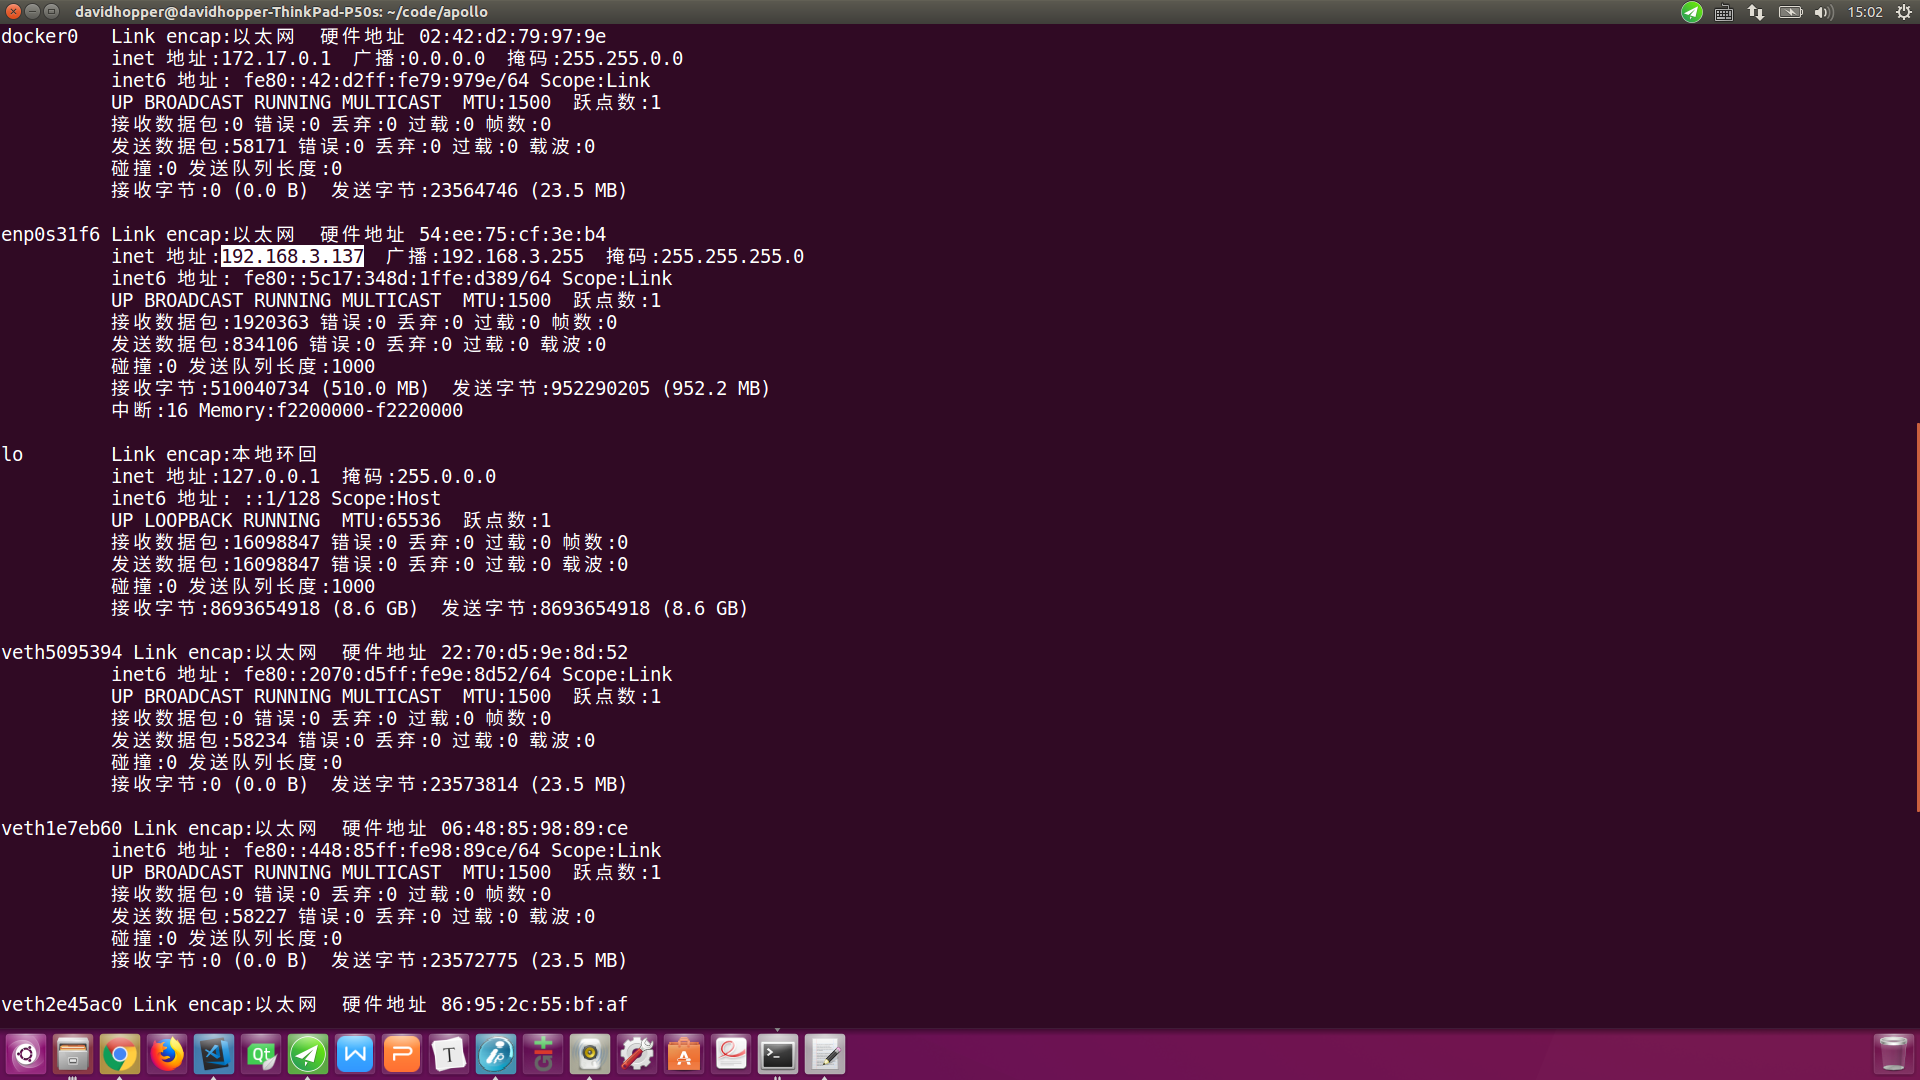 davidhopper@davidhopper-ThinkPad-P50s: ~/code/apollo
15:02
docker0   Link encap:以太网  硬件地址 02:42:d2:79:97:9e
inet 地址:172.17.0.1  广播:0.0.0.0  掩码:255.255.0.0
inet6 地址: fe80::42:d2ff:fe79:979e/64 Scope:Link
UP BROADCAST RUNNING MULTICAST  MTU:1500  跃点数:1
接收数据包:0 错误:0 丢弃:0 过载:0 帧数:0
发送数据包:58171 错误:0 丢弃:0 过载:0 载波:0
碰撞:0 发送队列长度:0
接收字节:0 (0.0 B)  发送字节:23564746 (23.5 MB)
enp0s31f6 Link encap:以太网  硬件地址 54:ee:75:cf:3e:b4
inet 地址:192.168.3.137  广播:192.168.3.255  掩码:255.255.255.0
inet6 地址: fe80::5c17:348d:1ffe:d389/64 Scope:Link
UP BROADCAST RUNNING MULTICAST  MTU:1500  跃点数:1
接收数据包:1920363 错误:0 丢弃:0 过载:0 帧数:0
发送数据包:834106 错误:0 丢弃:0 过载:0 载波:0
碰撞:0 发送队列长度:1000
接收字节:510040734 (510.0 MB)  发送字节:952290205 (952.2 MB)
中断:16 Memory:f2200000-f2220000
lo        Link encap:本地环回
inet 地址:127.0.0.1  掩码:255.0.0.0
inet6 地址: ::1/128 Scope:Host
UP LOOPBACK RUNNING  MTU:65536  跃点数:1
接收数据包:16098847 错误:0 丢弃:0 过载:0 帧数:0
发送数据包:16098847 错误:0 丢弃:0 过载:0 载波:0
碰撞:0 发送队列长度:1000
接收字节:8693654918 (8.6 GB)  发送字节:8693654918 (8.6 GB)
veth5095394 Link encap:以太网  硬件地址 22:70:d5:9e:8d:52
inet6 地址: fe80::2070:d5ff:fe9e:8d52/64 Scope:Link
UP BROADCAST RUNNING MULTICAST  MTU:1500  跃点数:1
接收数据包:0 错误:0 丢弃:0 过载:0 帧数:0
发送数据包:58234 错误:0 丢弃:0 过载:0 载波:0
碰撞:0 发送队列长度:0
接收字节:0 (0.0 B)  发送字节:23573814 (23.5 MB)
veth1e7eb60 Link encap:以太网  硬件地址 06:48:85:98:89:ce
inet6 地址: fe80::448:85ff:fe98:89ce/64 Scope:Link
UP BROADCAST RUNNING MULTICAST  MTU:1500  跃点数:1
接收数据包:0 错误:0 丢弃:0 过载:0 帧数:0
发送数据包:58227 错误:0 丢弃:0 过载:0 载波:0
碰撞:0 发送队列长度:0
接收字节:0 (0.0 B)  发送字节:23572775 (23.5 MB)
veth2e45ac0 Link encap:以太网  硬件地址 86:95:2c:55:bf:af